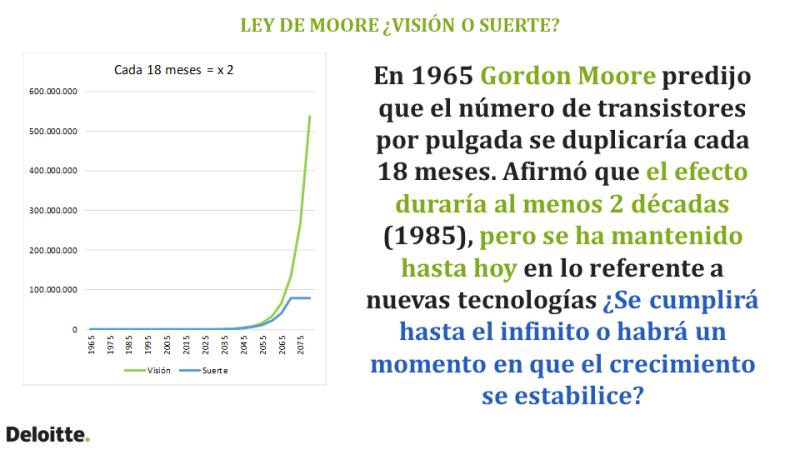 LEY DE MOORE ¿VISIÓN O SUERTE?
Cada 18 meses = x 2
600.000.000
500.000.000
400.000.000
300.000.000
200.000.000
100.000.000
0
1965
1975
1985
1995
2005
2015
2025
2035
2045
2055
2065
2075
Visión
Suerte
En 1965 Gordon Moore predijo
que el número de transistores
por pulgada se duplicaría cada
18 meses. Afirmó que el efecto
duraría al menos 2 décadas
(1985), pero se ha mantenido
hasta hoy en lo referente a
nuevas tecnologías ¿Se cumplirá
hasta el infinito o habrá un
momento en que el crecimiento
se estabilice?
Deloitte.